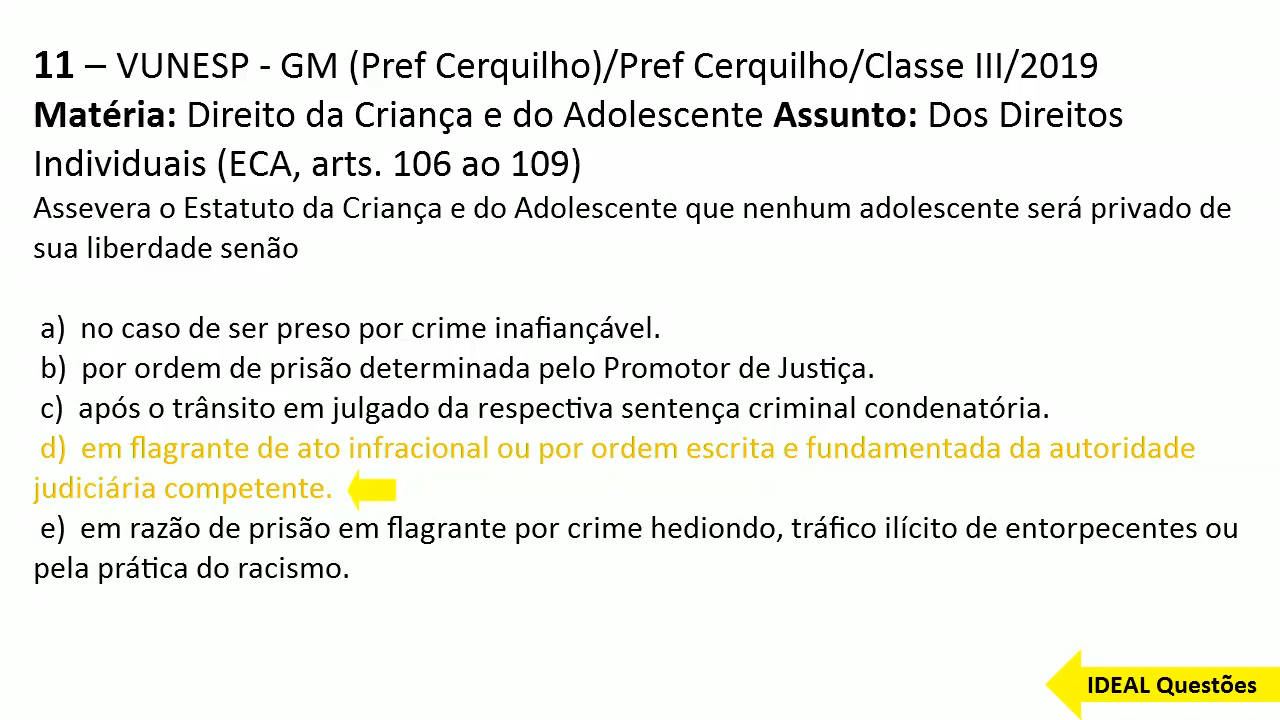 11 – VUNESP - GM (Pref Cerquilho)/Pref Cerquilho/Classe III/2019
Matéria: Direito da Criança e do Adolescente Assunto: Dos Direitos
Individuais (ECA, arts. 106 ao 109)
Assevera o Estatuto da Criança e do Adolescente que nenhum adolescente será privado de
sua liberdade senão
a) no caso de ser preso por crime inafiançável.
b) por ordem de prisão determinada pelo Promotor de Justiça.
c) após o trânsito em julgado da respectiva sentença criminal condenatória.
d) em flagrante de ato infracional ou por ordem escrita e fundamentada da autoridade
judiciária competente.
e) em razão de prisão em flagrante por crime hediondo, tráfico ilícito de entorpecentes ou
pela prática do racismo.
IDEAL Questões